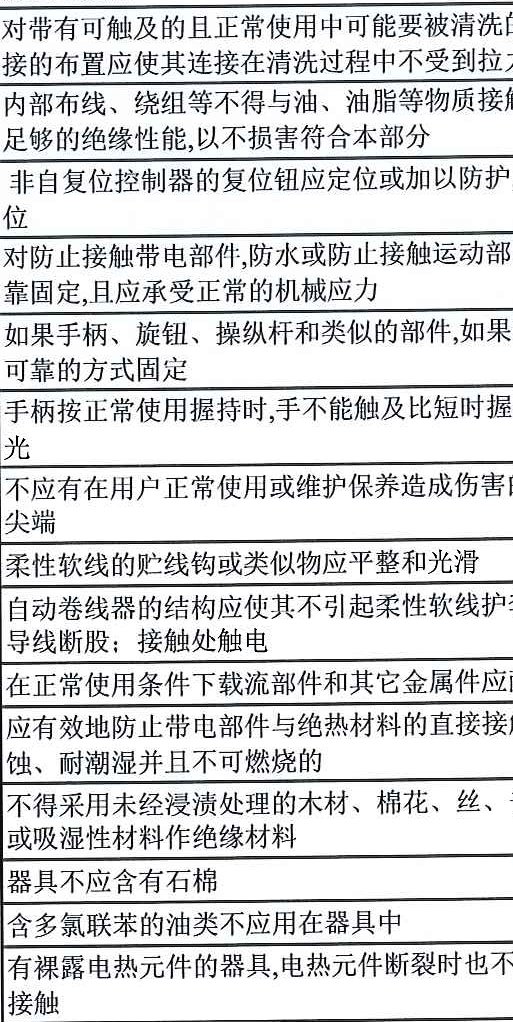 对带有可触及的且正常使用中可能要被清洗
接的布置应使其连接在清洗过程中不受到拉
内部布线、绕组等不得与油、油脂等物质接
足够的绝缘性能,以不损害符合本部分
非自复位控制器的复位钮应定位或加以防护
位
对防止接触带电部件,防水或防止接触运动部
靠固定,且应承受正常的机械应力
如果手柄、旋钮、操纵杆和类似的部件,如果
可靠的方式固定
手柄按正常使用握持时,手不能触及比短时握
光
不应有在用户正常使用或维护保养造成伤害
尖端
柔性软线的贮线钩或类似物应平整和光滑
自动卷线器的结构应使其不引起柔性软线护
导线断股；接触处触电
在正常使用条件下载流部件和其它金属件应
应有效地防止带电部件与绝热材料的直接接
蚀、耐潮湿并且不可燃烧的
不得采用未经浸渍处理的木材、棉花、丝、
或吸湿性材料作绝缘材料
器具不应含有石棉
含多氯联苯的油类不应用在器具中
有裸露电热元件的器具,电热元件断裂时也不
接触